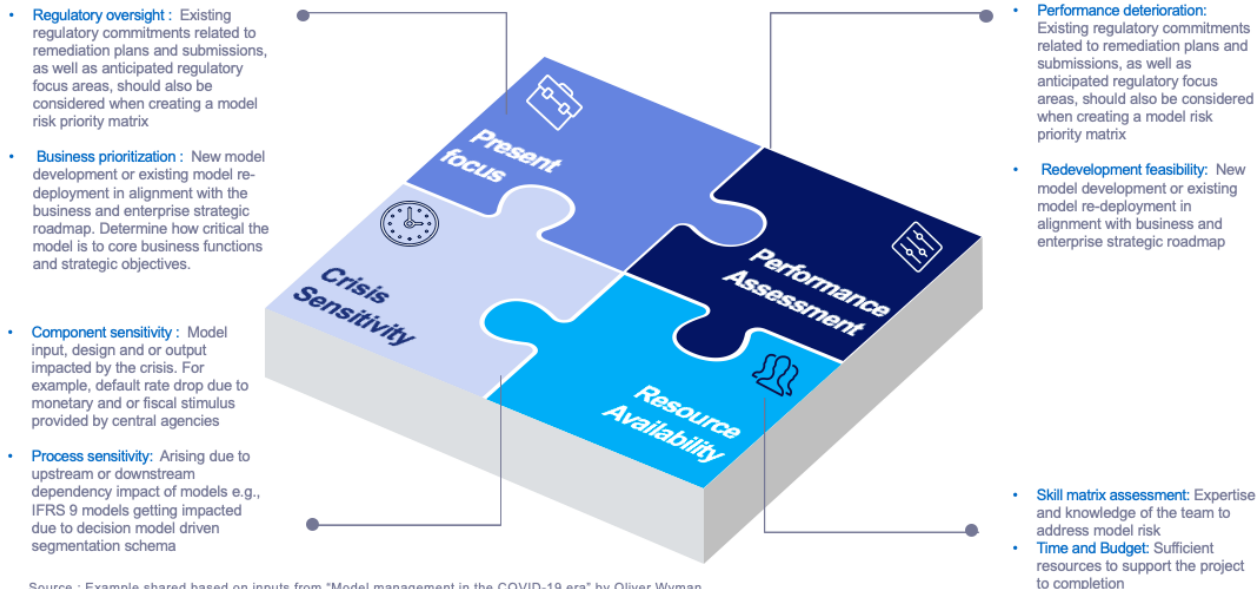 • Regulatory oversight : Existing
regulatory commitments related to
remediation plans and submissions,
as well as anticipated regulatory
focus areas, should also be
considered when creating a model
risk priority matrix
• Business prioritization : New model
development or existing model re-
deployment in alignment with the
business and enterprise strategic
roadmap. Determine how critical the
model is to core business functions
and strategic objectives.
• Component sensitivity : Model
input, design and or output
impacted by the crisis. For
example, default rate drop due to
monetary and or fiscal stimulus
provided by central agencies
• Process sensitivity: Arising due to
upstream or downstream
dependency impact of models e.g.,
IFRS 9 models getting impacted
due to decision model driven
segmentation schema
Present
focus
Performance
Assessment
Crisis
Sensitivity
Resource
Availability
• Performance deterioration:
Existing regulatory commitments
related to remediation plans and
submissions, as well as
anticipated regulatory focus
areas, should also be considered
when creating a model risk
priority matrix
• Redevelopment feasibility: New
model development or existing
model re-deployment in
alignment with business and
enterprise strategic roadmap
• Skill matrix assessment: Expertise
and knowledge of the team to
address model risk
• Time and Budget: Sufficient
resources to support the project
to completion
Source : Example shared based on inputs from "Model management in the COVID-19 era" by Oliver Wyman